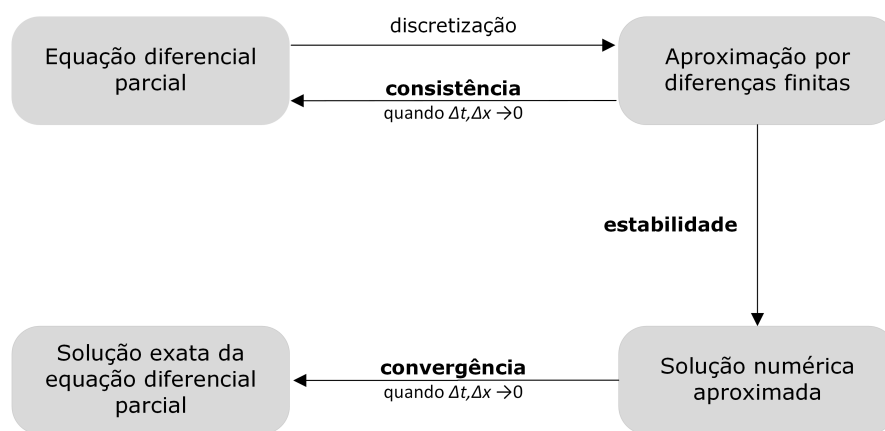 Equação diferencial
parcial
discretização
consistência
quando Δt,Δx →0
Aproximação por
diferenças finitas
estabilidade
Solução exata da
equação diferencial
parcial
convergência
quando Δt,Δx →0
Solução numérica
aproximada